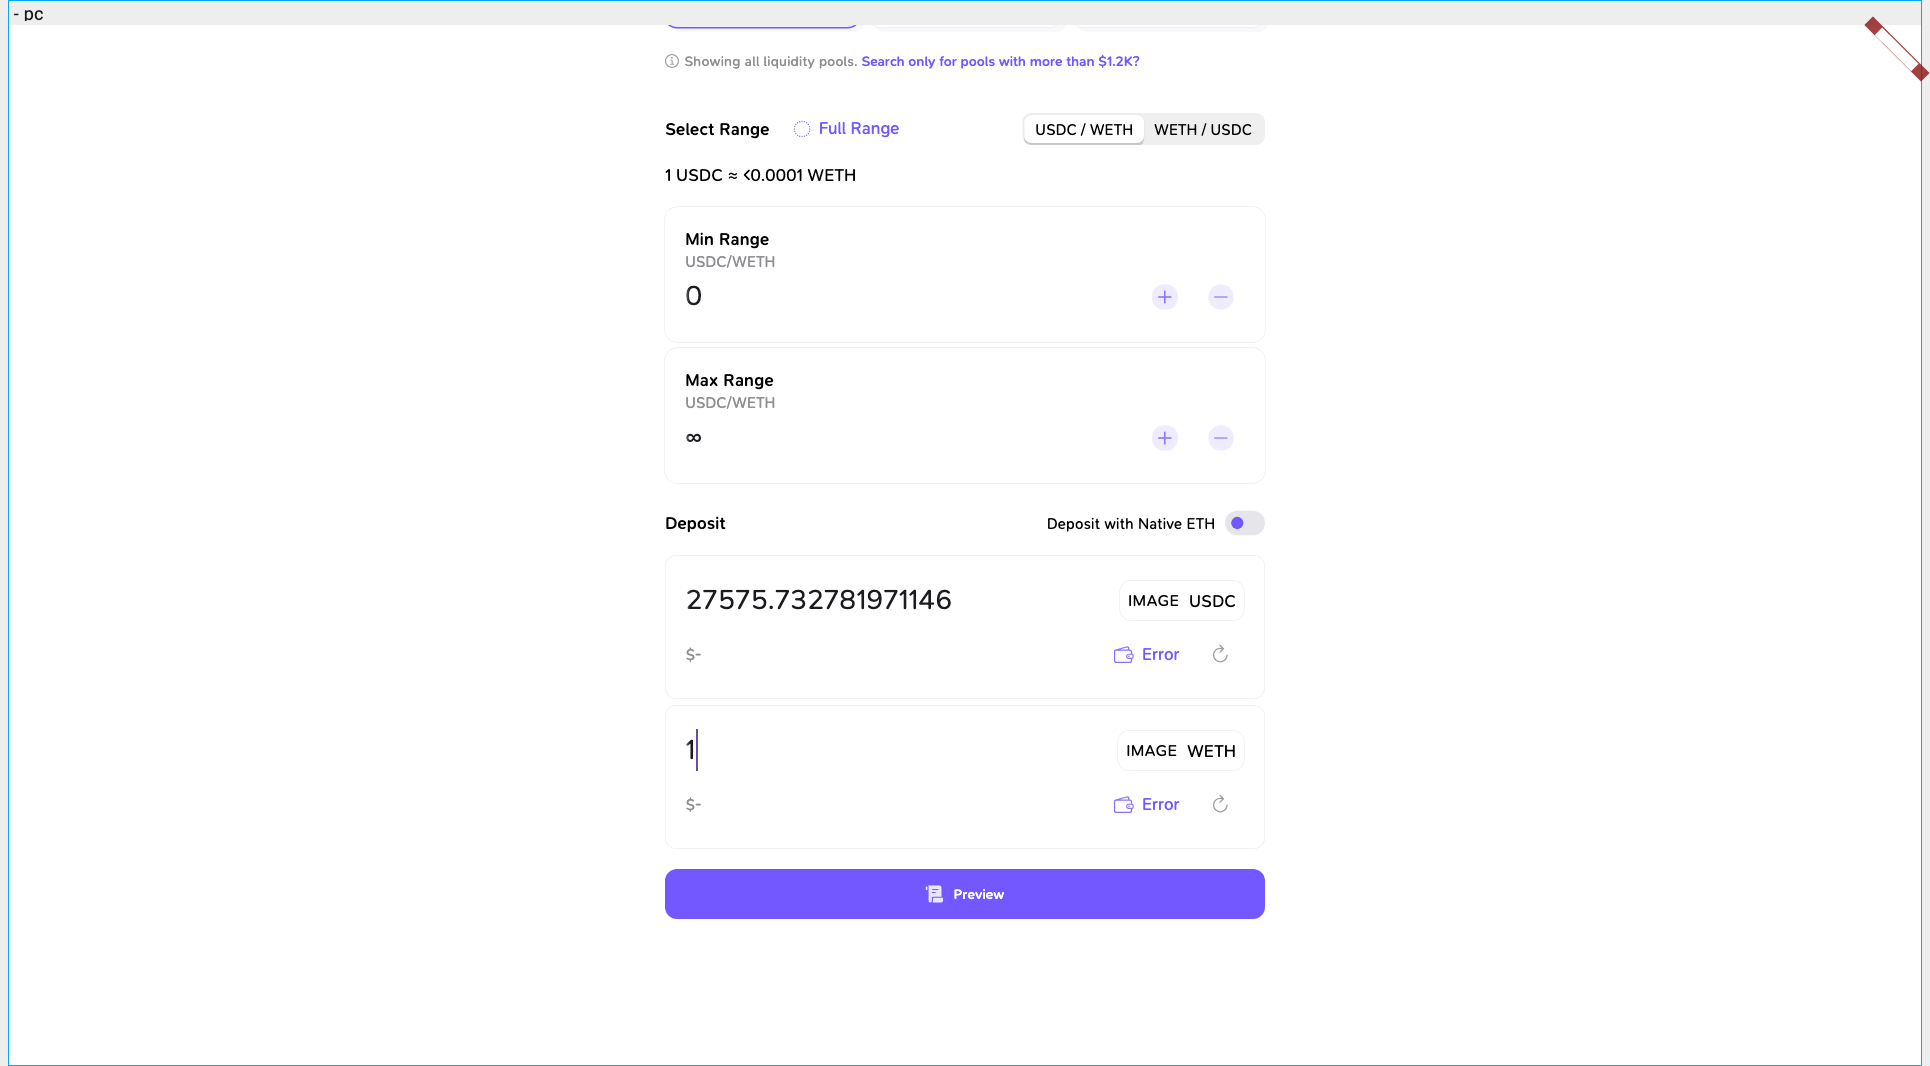 - pc
Showing all liquidity pools. Search only for pools with more than $1.2K?
Select Range Full Range USDC / WETH WETH / USDC
1 USDC ≈ <0.0001 WETH
Min Range
USDC/WETH
0
Max Range
USDC/WETH
∞
Deposit Deposit with Native ETH
27575.732781971146 IMAGE USDC
$- Error
1 IMAGE WETH
$- Error
Preview